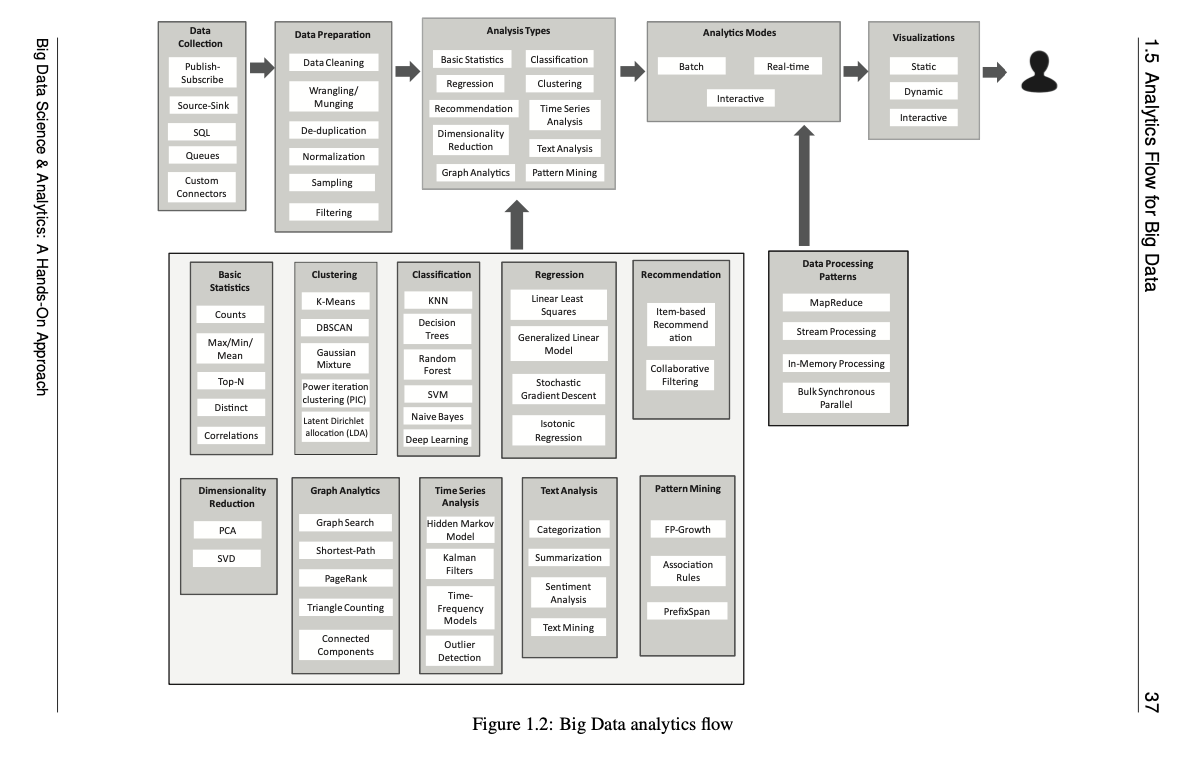 Big Data Science & Analytics: A Hands-On Approach
1.5 Analytics Flow for Big Data
37
Data
Collection
Publish-
Subscribe
Source-Sink
SQL
Queues
Custom
Connectors
Data Preparation
Data Cleaning
Wrangling/
Munging
De-duplication
Normalization
Sampling
Filtering
Analysis Types
Basic Statistics
Classification
Regression
Clustering
Recommendation
Time Series
Analysis
Dimensionality
Reduction
Text Analysis
Graph Analytics
Pattern Mining
Analytics Modes
Batch
Real-time
Interactive
Visualizations
Static
Dynamic
Interactive
Basic
Statistics
Counts
Max/Min/
Mean
Top-N
Distinct
Correlations
Clustering
K-Means
DBSCAN
Gaussian
Mixture
Power iteration
clustering (PIC)
Latent Dirichlet
allocation (LDA)
Classification
KNN
Decision
Trees
Random
Forest
SVM
Naive Bayes
Deep Learning
Regression
Linear Least
Squares
Generalized Linear
Model
Stochastic
Gradient Descent
Isotonic
Regression
Recommendation
Item-based
Recommend
ation
Collaborative
Filtering
Data Processing
Patterns
MapReduce
Stream Processing
In-Memory Processing
Bulk Synchronous
Parallel
Dimensionality
Reduction
PCA
SVD
Graph Analytics
Graph Search
Shortest-Path
PageRank
Triangle Counting
Connected
Components
Time Series
Analysis
Hidden Markov
Model
Kalman
Filters
Time-
Frequency
Models
Outlier
Detection
Text Analysis
Categorization
Summarization
Sentiment
Analysis
Text Mining
Pattern Mining
FP-Growth
Association
Rules
PrefixSpan
Figure 1.2: Big Data analytics flow